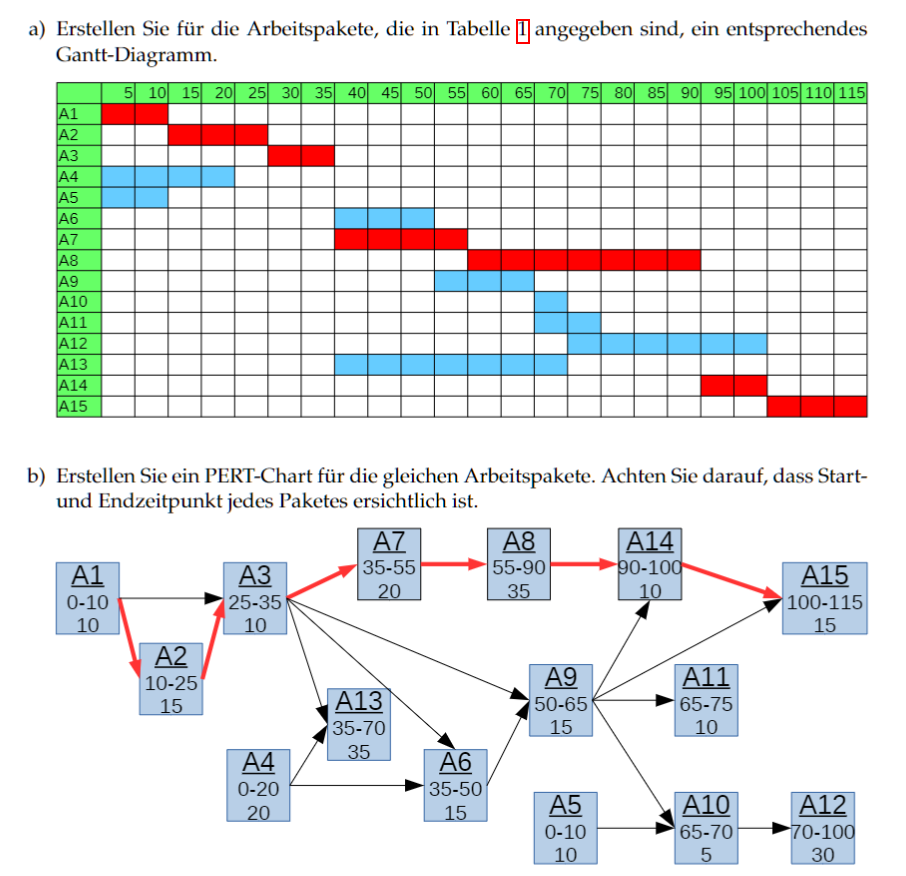 a) Erstellen Sie für die Arbeitspakete, die in Tabelle 1 angegeben sind, ein entsprechendes
Gantt-Diagramm.
5 10 15 20 25 30 35 40 45 50 55 60 65 70 75 80 85 90 95 100 105 110 115
A1
A2
A3
A4
A5
A6
A7
A8
A9
A10
A11
A12
A13
A14
A15
b) Erstellen Sie ein PERT-Chart für die gleichen Arbeitspakete. Achten Sie darauf, dass Start-
und Endzeitpunkt jedes Paketes ersichtlich ist.
A7
35-55
20
A8
55-90
35
A14
90-100
10
A1
0-10
10
A3
25-35
10
A15
100-115
15
A2
10-25
15
A9
50-65
15
A11
65-75
10
A13
35-70
35
A4
0-20
20
A6
35-50
15
A5
0-10
10
A10
65-70
5
A12
70-100
30